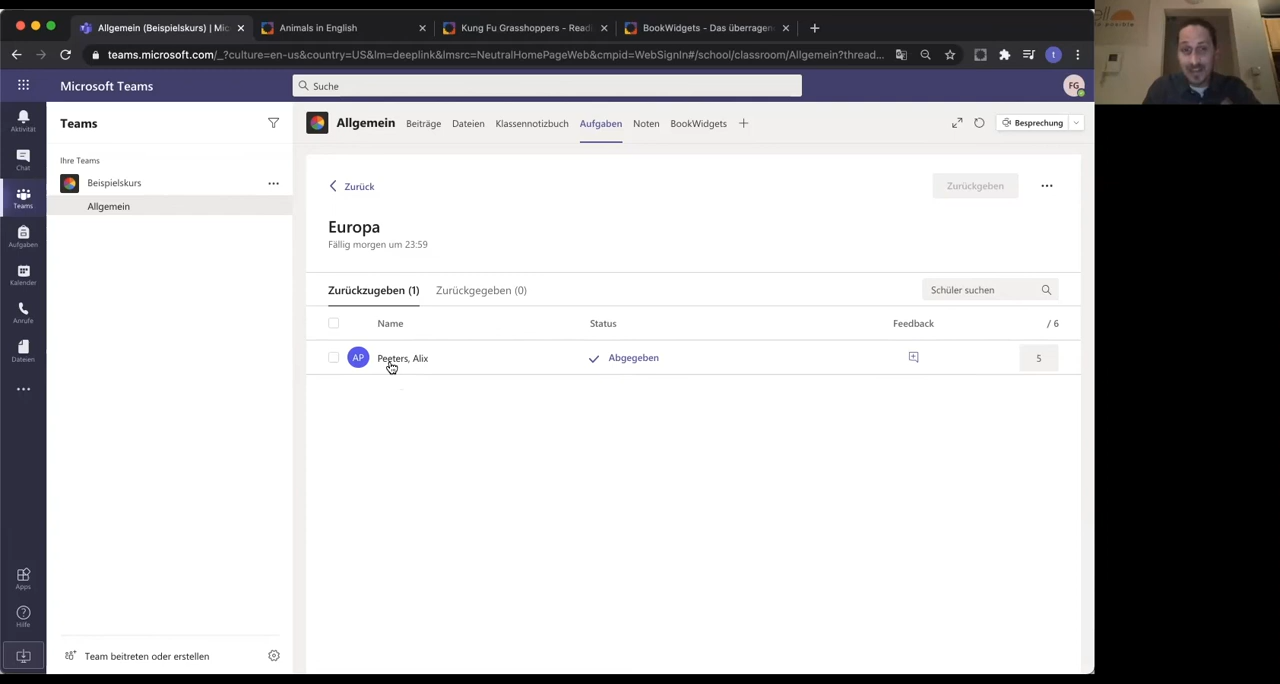 Allgemein (Beispielskurs) | Mic
Animals in English
Kung Fu Grasshoppers - Readi
BookWidgets - Das überragen
teams.microsoft.com/_?culture=en-us&country=US&lm=deeplink&lmsrc=NeutralHomePageWeb&cmpid=WebSignIn#/school/classroom/Allgemein?thread...
t
Microsoft Teams
Suche
FG
Aktivität
Chat
Teams
Aufgaben
Kalender
Anrufe
Dateien
Apps
Hilfe
Teams
Ihre Teams
Beispielskurs
Allgemein
Team beitreten oder erstellen
Allgemein Beiträge Dateien Klassennotizbuch Aufgaben Noten BookWidgets
Besprechung
Zurück
Zurückgeben
Europa
Fällig morgen um 23:59
Zurückzugeben (1) Zurückgegeben (0)
Schüler suchen
Name Status Feedback / 6
AP Peeters, Alix Abgegeben 5